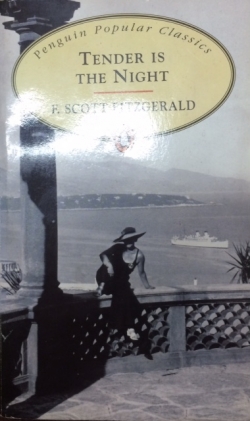 Penguin Popular Classics
TENDER IS
THE NIGHT
F. SCOTT FITZGERALD